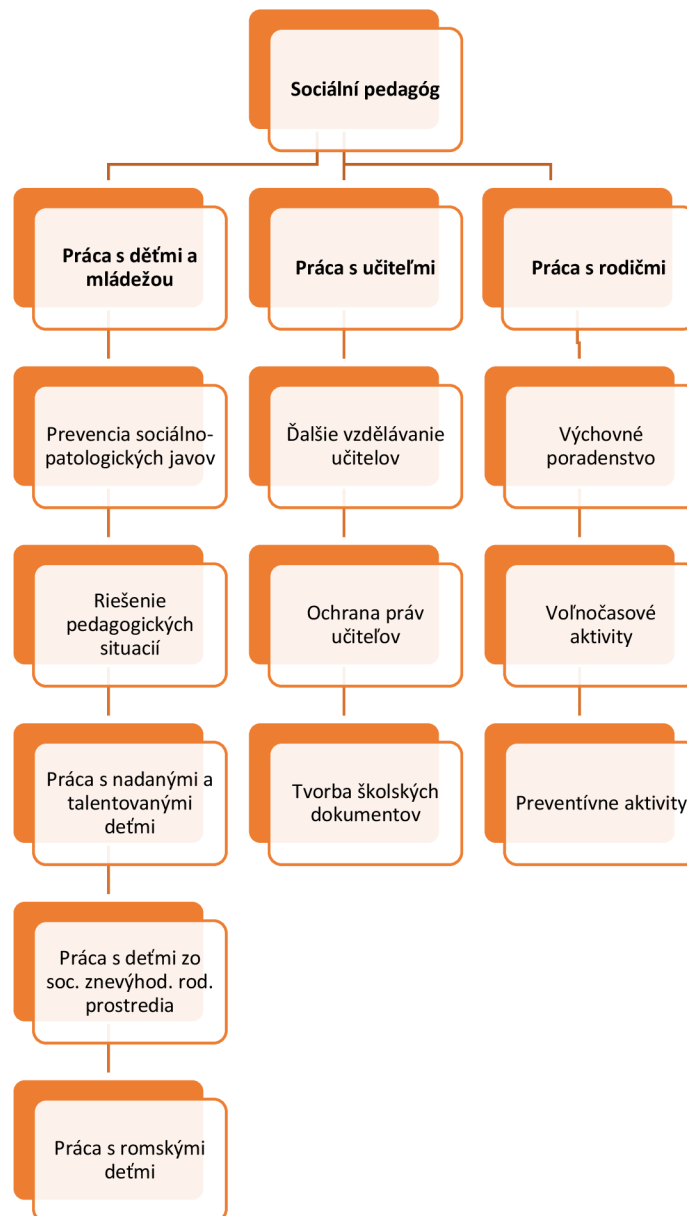 Sociální pedagóg
Práca s děťmi a
mládežou
Práca s učiteľmi
Práca s rodičmi
Prevencia sociálno-
patologických javov
Ďalšie vzdělávanie
učitelov
Výchovné
poradenstvo
Riešenie
pedagogických
situacií
Ochrana práv
učiteľov
Voľnočasové
aktivity
Práca s nadanými a
talentovanými
deťmi
Tvorba školských
dokumentov
Preventívne aktivity
Práca s deťmi zo
soc. znevýhod. rod.
prostredia
Práca s romskými
deťmi